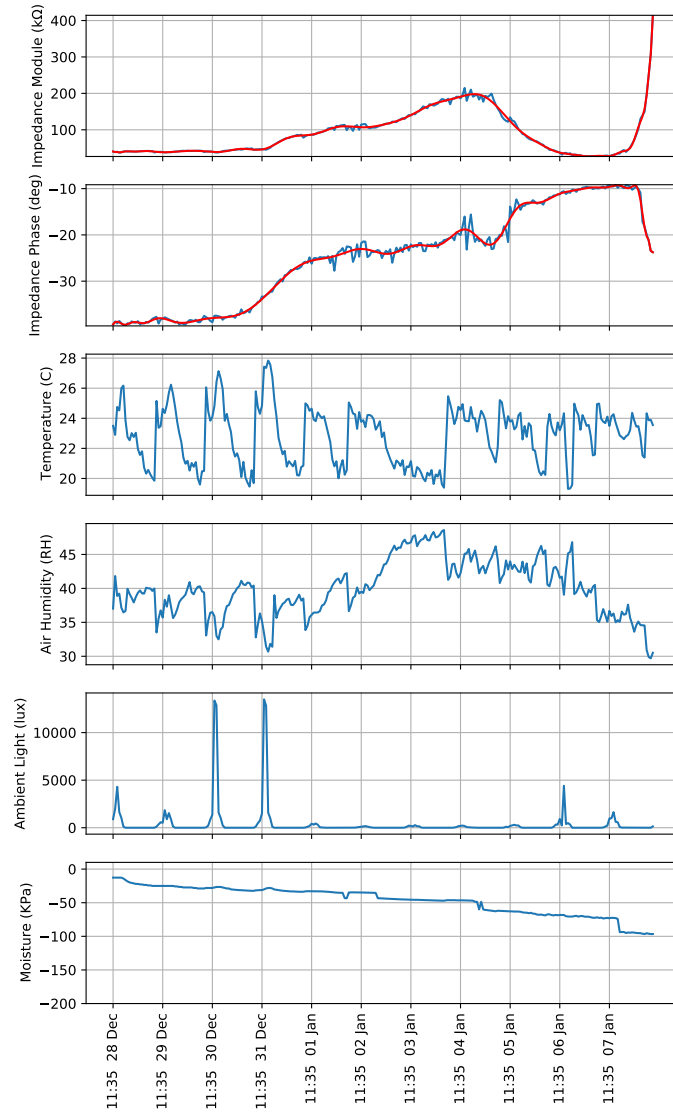 Impedance Module (kΩ)
400
300
200
100
Impedance Phase (deg)
−10
−20
−30
Temperature (C)
28
26
24
22
20
Air Humidity (RH)
45
40
35
30
Ambient Light (lux)
10000
5000
0
Moisture (KPa)
0
−50
−100
−150
−200
11:35 28 Dec
11:35 29 Dec
11:35 30 Dec
11:35 31 Dec
11:35 01 Jan
11:35 02 Jan
11:35 03 Jan
11:35 04 Jan
11:35 05 Jan
11:35 06 Jan
11:35 07 Jan